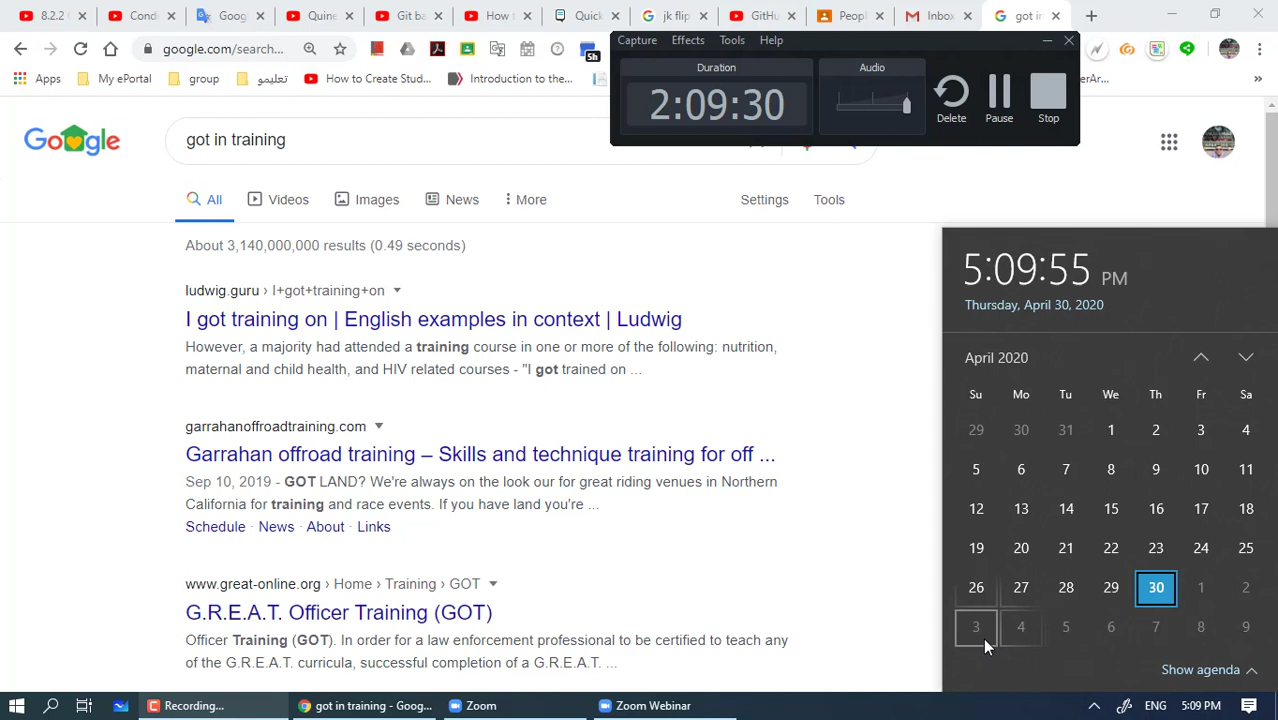 8.2.2
Cond
Goog
Quine
Git ba
How t
Quick
jk flip
GitHu
Peopl
Inbox
got in
google.com/search...
5h
Apps
My ePortal
group
تعليمو
How to Create Stud...
Introduction to the...
erAr...
»
Capture Effects Tools Help
Duration
Audio
2:09:30
Delete
Pause
Stop
Google
got in training
All
Videos
Images
News
More
Settings
Tools
About 3,140,000,000 results (0.49 seconds)
ludwig.guru › I+got+training+on
I got training on | English examples in context | Ludwig
However, a majority had attended a training course in one or more of the following: nutrition,
maternal and child health, and HIV related courses - "I got trained on ...
garrahanoffroadtraining.com
Garrahan offroad training – Skills and technique training for off ...
Sep 10, 2019 - GOT LAND? We're always on the look our for great riding venues in Northern
California for training and race events. If you have land you're ...
Schedule · News · About · Links
www.great-online.org › Home › Training › GOT
G.R.E.A.T. Officer Training (GOT)
Officer Training (GOT). In order for a law enforcement professional to be certified to teach any
of the G.R.E.A.T. curricula, successful completion of a G.R.E.A.T. ...
5:09:55 PM
Thursday, April 30, 2020
April 2020
Su Mo Tu We Th Fr Sa
29 30 31 1 2 3 4
5 6 7 8 9 10 11
12 13 14 15 16 17 18
19 20 21 22 23 24 25
26 27 28 29 30 1 2
3 4 5 6 7 8 9
Show agenda
Recording...
got in training - Goog...
Zoom
Zoom Webinar
ENG
5:09 PM